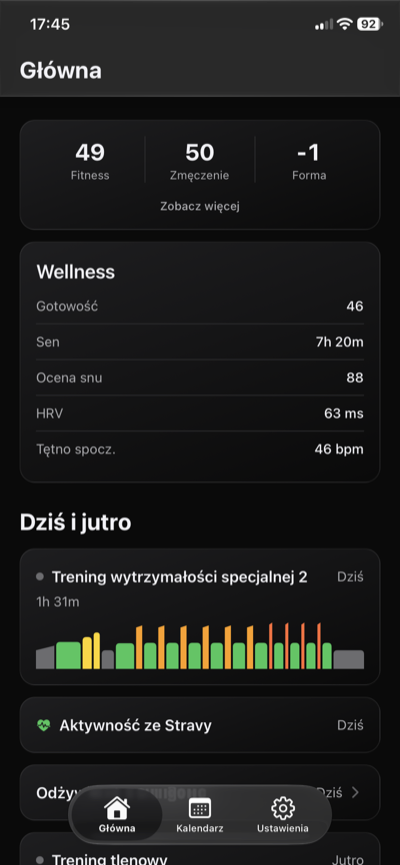 17:45
92
Główna
49 50 -1
Fitness Zmęczenie Forma
Zobacz więcej
Wellness
Gotowość 46
Sen 7h 20m
Ocena snu 88
HRV 63 ms
Tętno spocz. 46 bpm
Dziś i jutro
Trening wytrzymałości specjalnej 2 Dziś
1h 31m
Aktywność ze Stravy Dziś
Dziś
Główna Kalendarz Ustawienia
Trening tlenowy Jutro